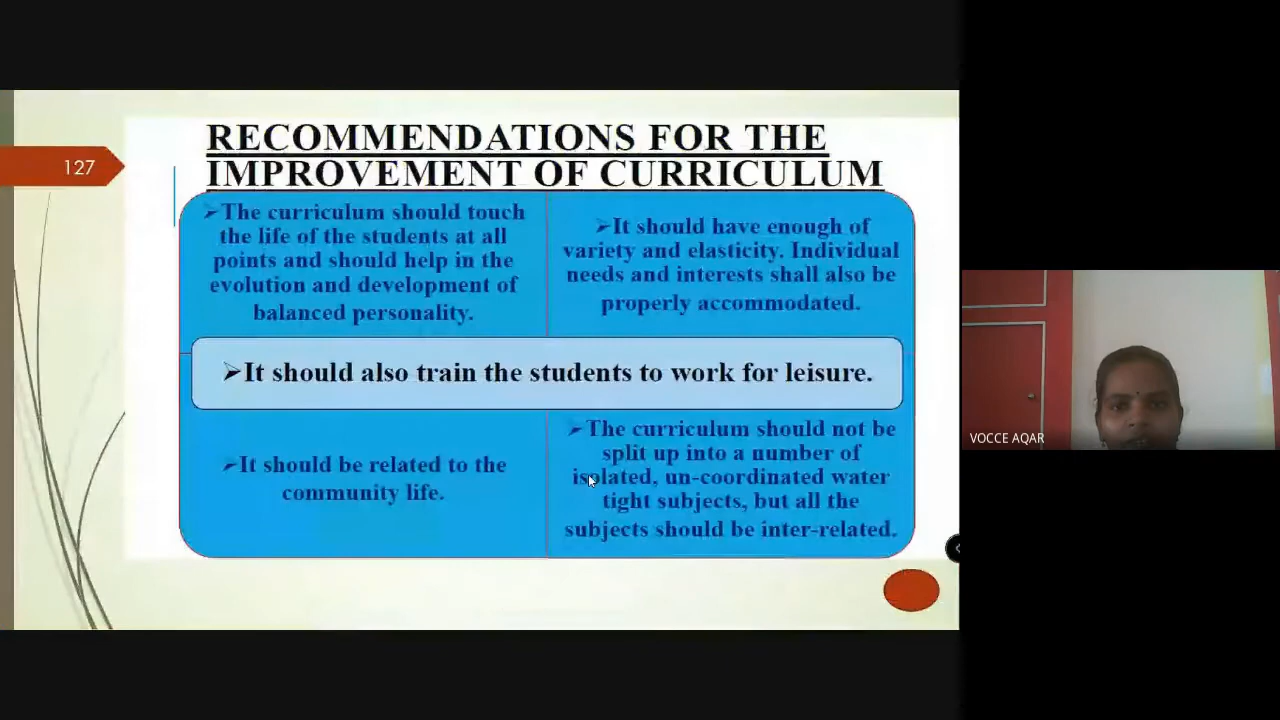 127
RECOMMENDATIONS FOR THE
IMPROVEMENT OF CURRICULUM
➢The curriculum should touch
the life of the students at all
points and should help in the
evolution and development of
balanced personality.
➢It should have enough of
variety and elasticity. Individual
needs and interests shall also be
properly accommodated.
➢It should also train the students to work for leisure.
➢It should be related to the
community life.
➢The curriculum should not be
split up into a number of
isolated, un-coordinated water
tight subjects, but all the
subjects should be inter-related.
VOCCE AQAR